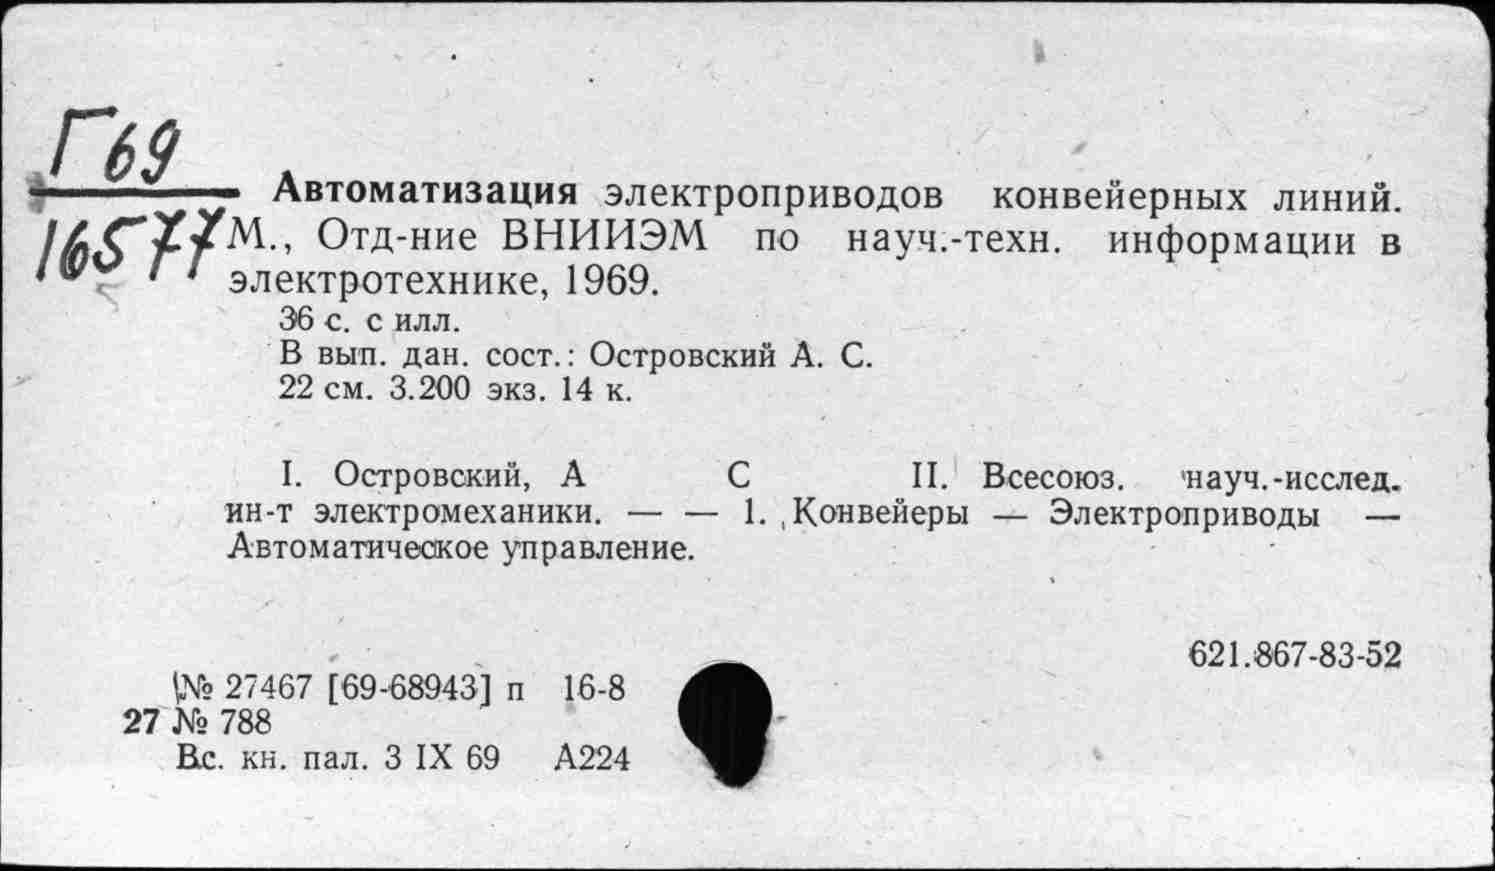 Г69
16577
Автоматизация электроприводов конвейерных линий.
М., Отд-ние ВНИИЭМ по науч.-техн. информации в
электротехнике, 1969.
36 с. с илл.
В вып. дан. сост.: Островский А. С.
22 см. 3.200 экз. 14 к.
I. Островский, А С II. Всесоюз. науч.-исслед.
ин-т электромеханики. — — 1. Конвейеры — Электроприводы —
Автоматическое управление.
621.867-83-52
№ 27467 [69-68943] п 16-8
27 № 788
Вс. кн. пал. 3 IX 69 А224